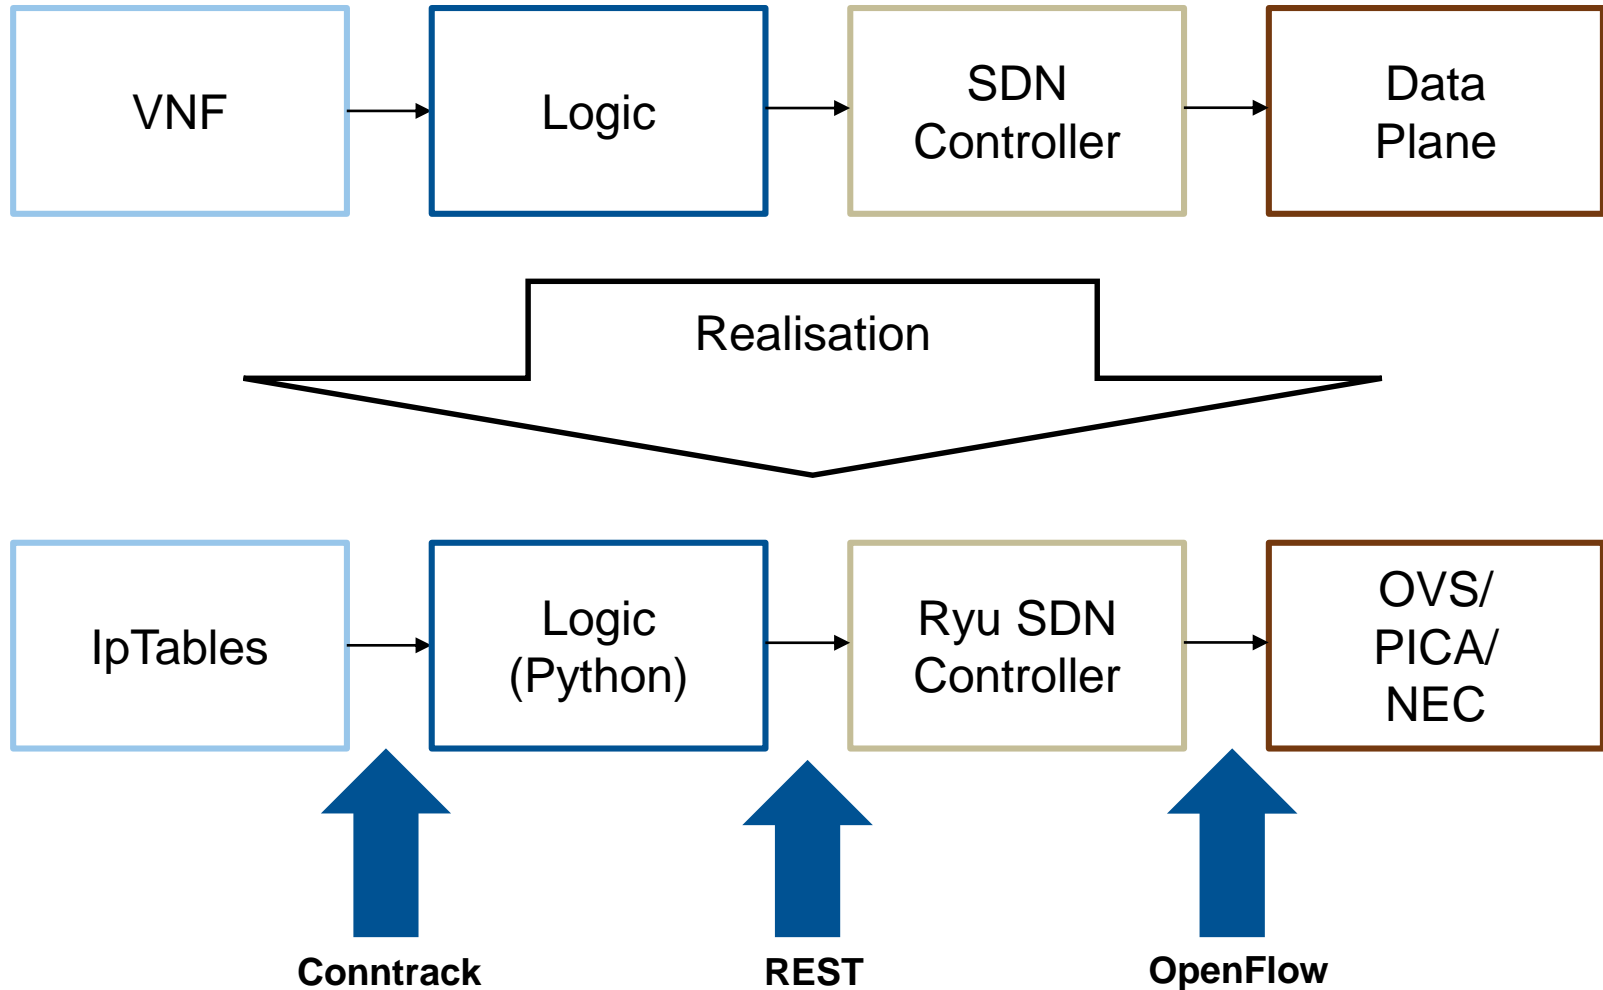 VNF
Logic
SDN
Controller
Data
Plane
Realisation
IpTables
Logic
(Python)
Ryu SDN
Controller
OVS/
PICA/
NEC
Conntrack
REST
OpenFlow